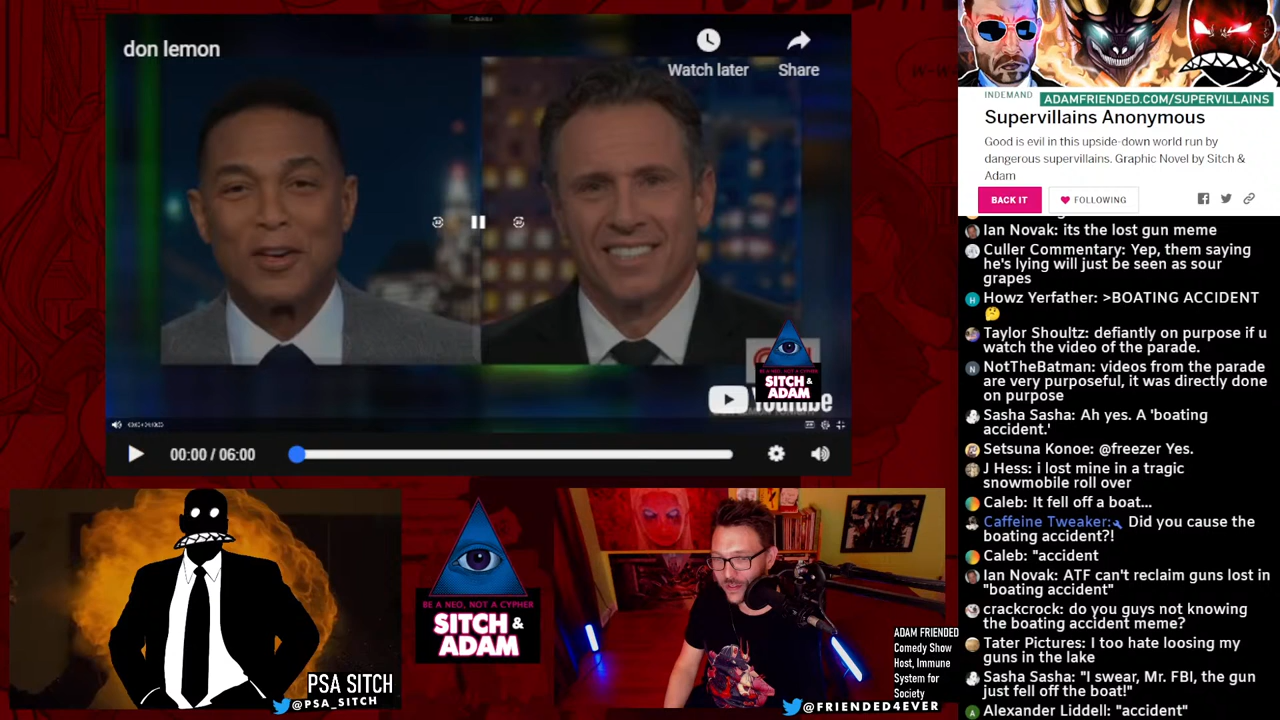 don lemon
Watch later
Share
BE A NEO, NOT A CYPHER
SITCH &
ADAM
YouTube
00:00 / 06:00
BE A NEO, NOT A CYPHER
SITCH &
ADAM
PSA SITCH
@PSA_SITCH
ADAM FRIENDED
Comedy Show
Host, Immune
System for
Society
@FRIENDED4EVER
INDEMAND
ADAMFRIENDED.COM/SUPERVILLAINS
Supervillains Anonymous
Good is evil in this upside-down world run by
dangerous supervillains. Graphic Novel by Sitch &
Adam
BACK IT
FOLLOWING
Ian Novak: its the lost gun meme
Culler Commentary: Yep, them saying
he's lying will just be seen as sour
grapes
Howz Yerfather: >BOATING ACCIDENT
🤔
Taylor Shoultz: defiantly on purpose if u
watch the video of the parade.
NotTheBatman: videos from the parade
are very purposeful, it was directly done
on purpose
Sasha Sasha: Ah yes. A 'boating
accident.'
Setsuna Konoe: @freezer Yes.
J Hess: i lost mine in a tragic
snowmobile roll over
Caleb: It fell off a boat...
Caffeine Tweaker: Did you cause the
boating accident?!
Caleb: "accident
Ian Novak: ATF can't reclaim guns lost in
"boating accident"
crackcrock: do you guys not knowing
the boating accident meme?
Tater Pictures: I too hate loosing my
guns in the lake
Sasha Sasha: "I swear, Mr. FBI, the gun
just fell off the boat!"
Alexander Liddell: "accident"